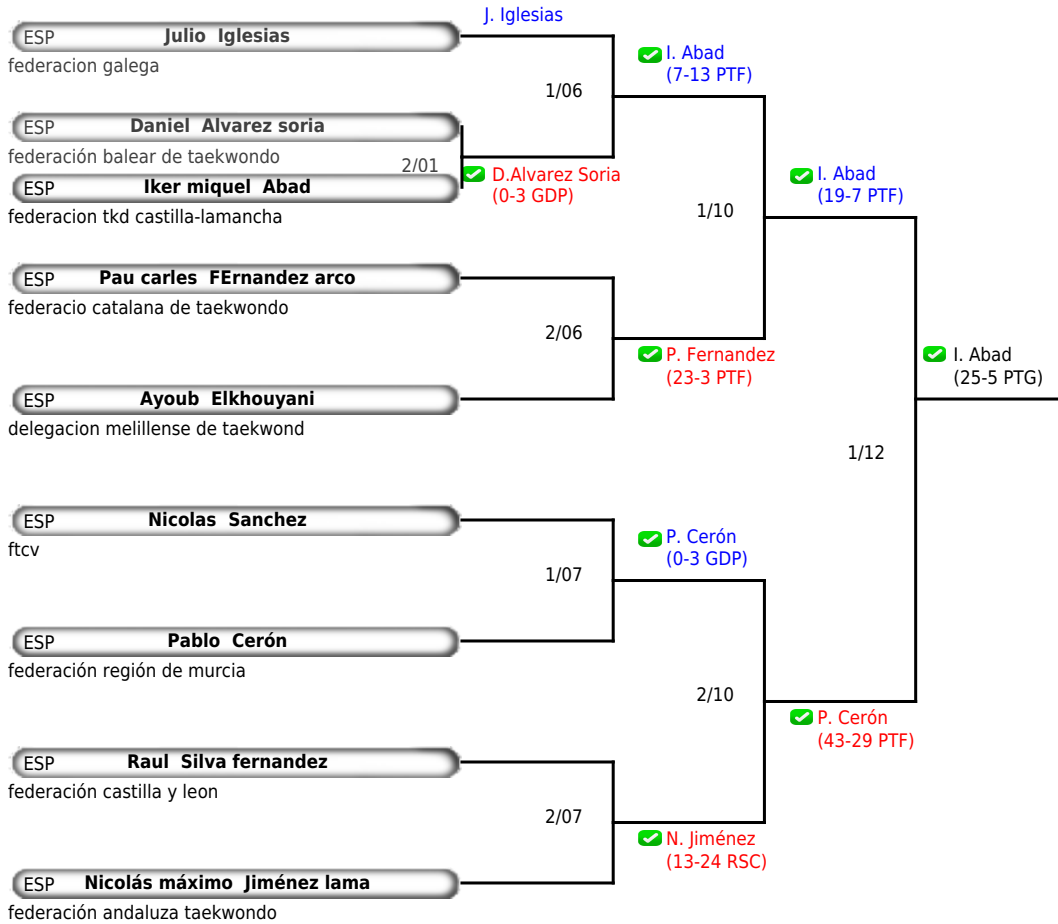 J. Iglesias
ESP Julio Iglesias
federacion galega
I. Abad
(7-13 PTF)
1/06
ESP Daniel Alvarez soria
federación balear de taekwondo
2/01
D.Alvarez Soria
(0-3 GDP)
I. Abad
(19-7 PTF)
ESP Iker miquel Abad
federacion tkd castilla-lamancha
1/10
ESP Pau carles FErnandez arco
federacio catalana de taekwondo
2/06
P. Fernandez
(23-3 PTF)
I. Abad
(25-5 PTG)
ESP Ayoub Elkhouyani
delegacion melillense de taekwond
1/12
ESP Nicolas Sanchez
ftcv
P. Cerón
(0-3 GDP)
1/07
ESP Pablo Cerón
federación región de murcia
2/10
P. Cerón
(43-29 PTF)
ESP Raul Silva fernandez
federación castilla y leon
2/07
N. Jiménez
(13-24 RSC)
ESP Nicolás máximo Jiménez lama
federación andaluza taekwondo